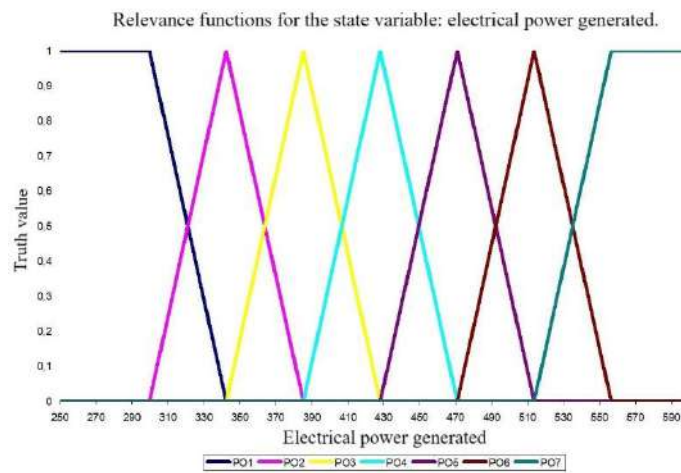 Relevance functions for the state variable: electrical power generated.
1
0,9
0,8
0,7
0,6
0,5
0,4
0,3
0,2
0,1
0
Truth value
250 270 290 310 330 350 370 390 410 430 450 470 490 510 530 550 570 590
Electrical power generated
PO1 PO2 PO3 PO4 PO5 PO6 PO7